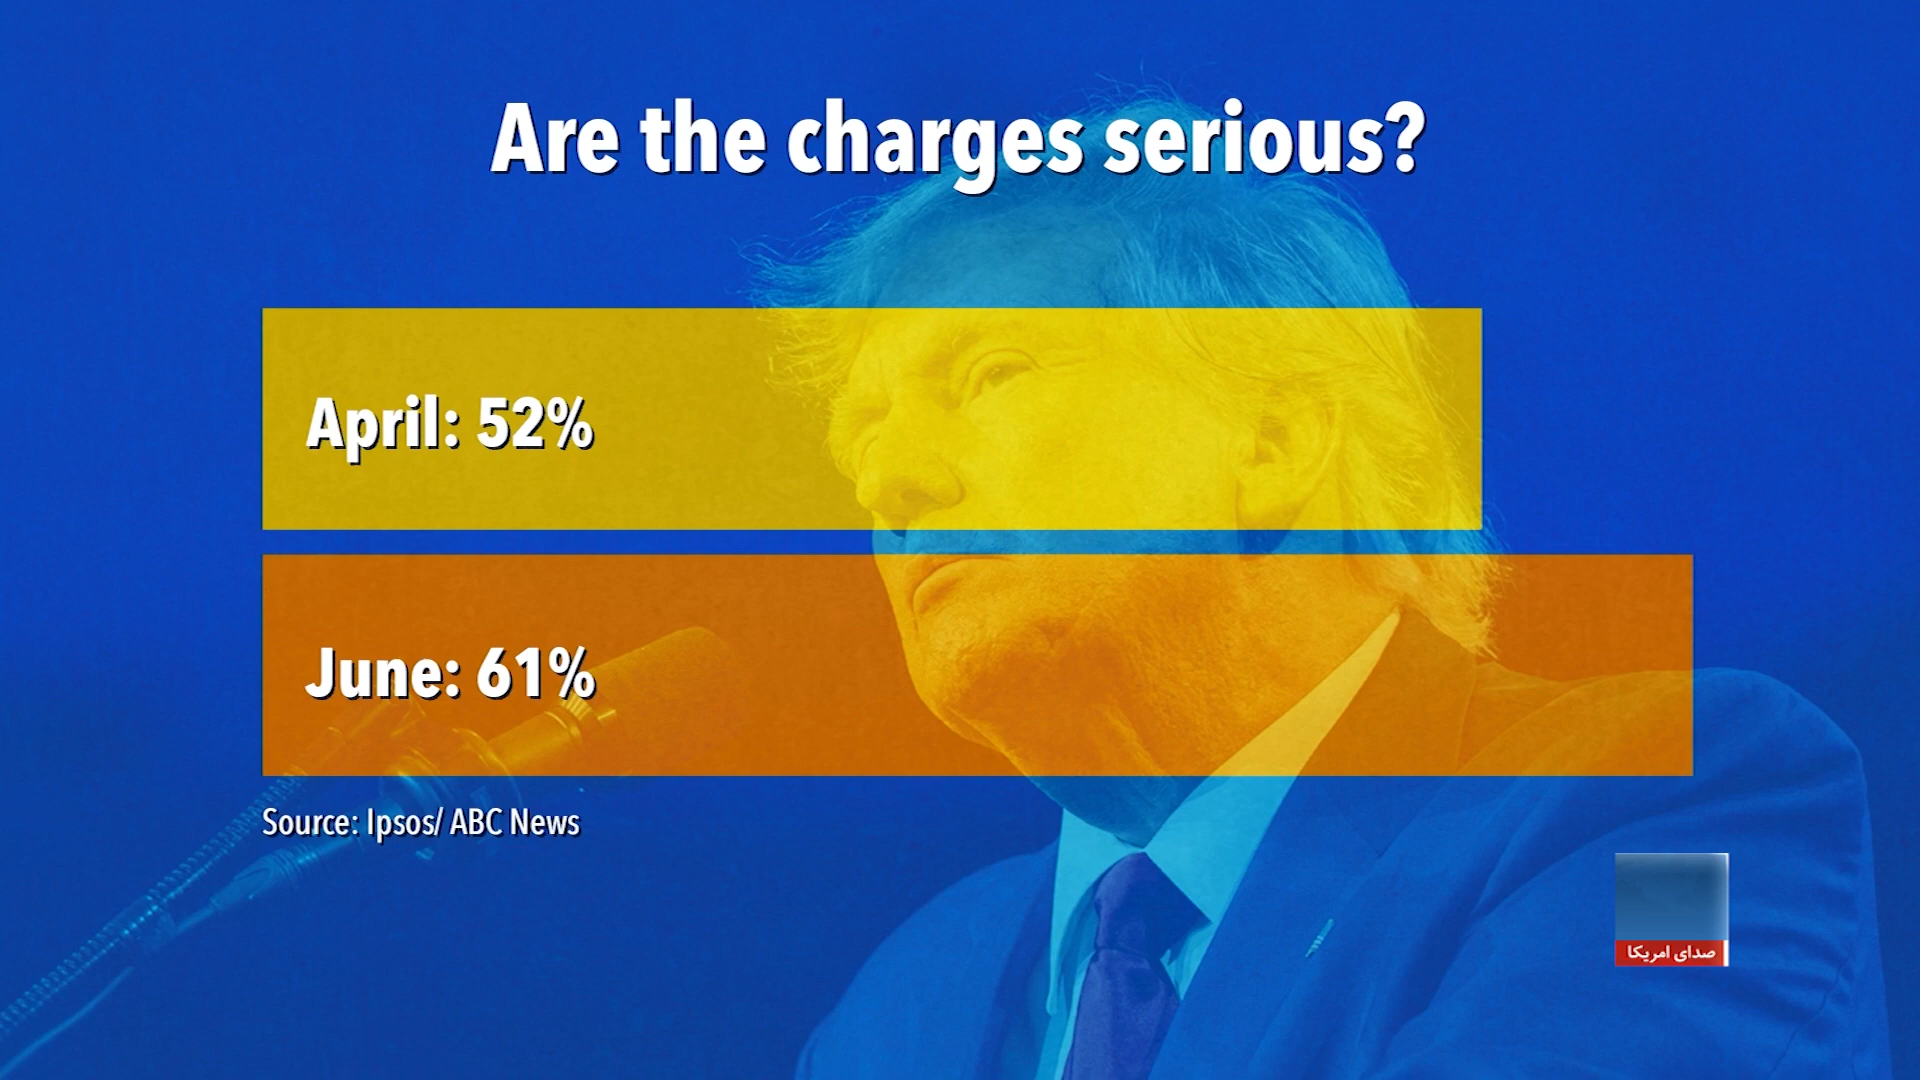 Are the charges serious?
April: 52%
June: 61%
Source: Ipsos/ ABC News
صدای امریکا